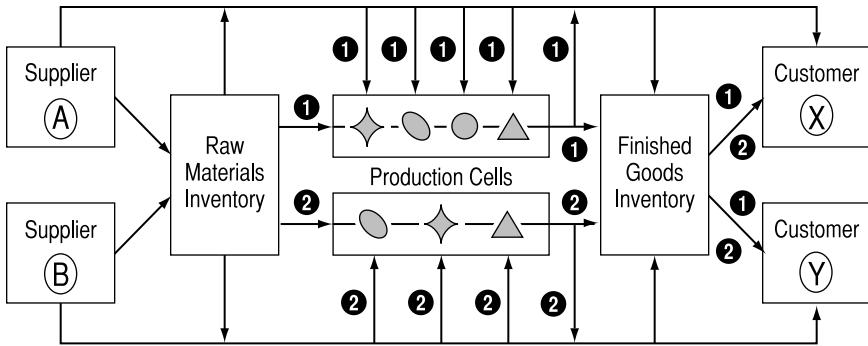 1 1 1 1 1
Supplier
A
Customer
X
1
1
2
Raw
Materials
Inventory
1
Finished
Goods
Inventory
Production Cells
Supplier
B
2
2
1
2
Customer
Y
2 2 2 2